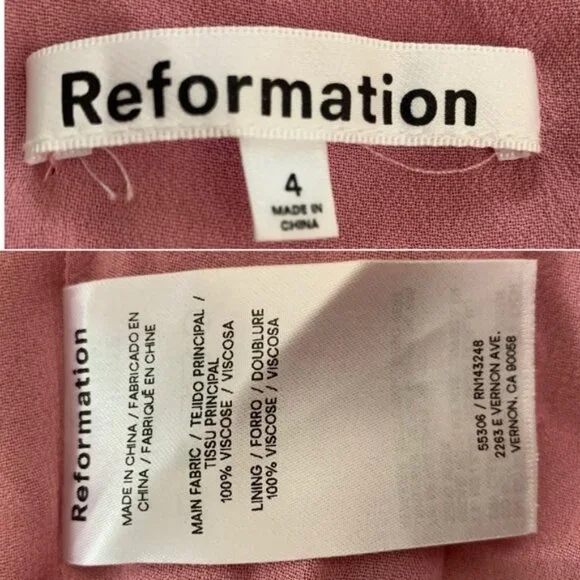 Reformation
4
MADE IN
CHINA
Reformation
MADE IN CHINA / FABRICADO EN
CHINA / FABRIQUÉ EN CHINE
MAIN FABRIC / TEJIDO PRINCIPAL /
TISSU PRINCIPAL
100% VISCOSE / VISCOSA
LINING / FORRO / DOUBLURE
100% VISCOSE / VISCOSA
55306 / RN143248
2263 E VERNON AVE.
VERNON, CA 90058